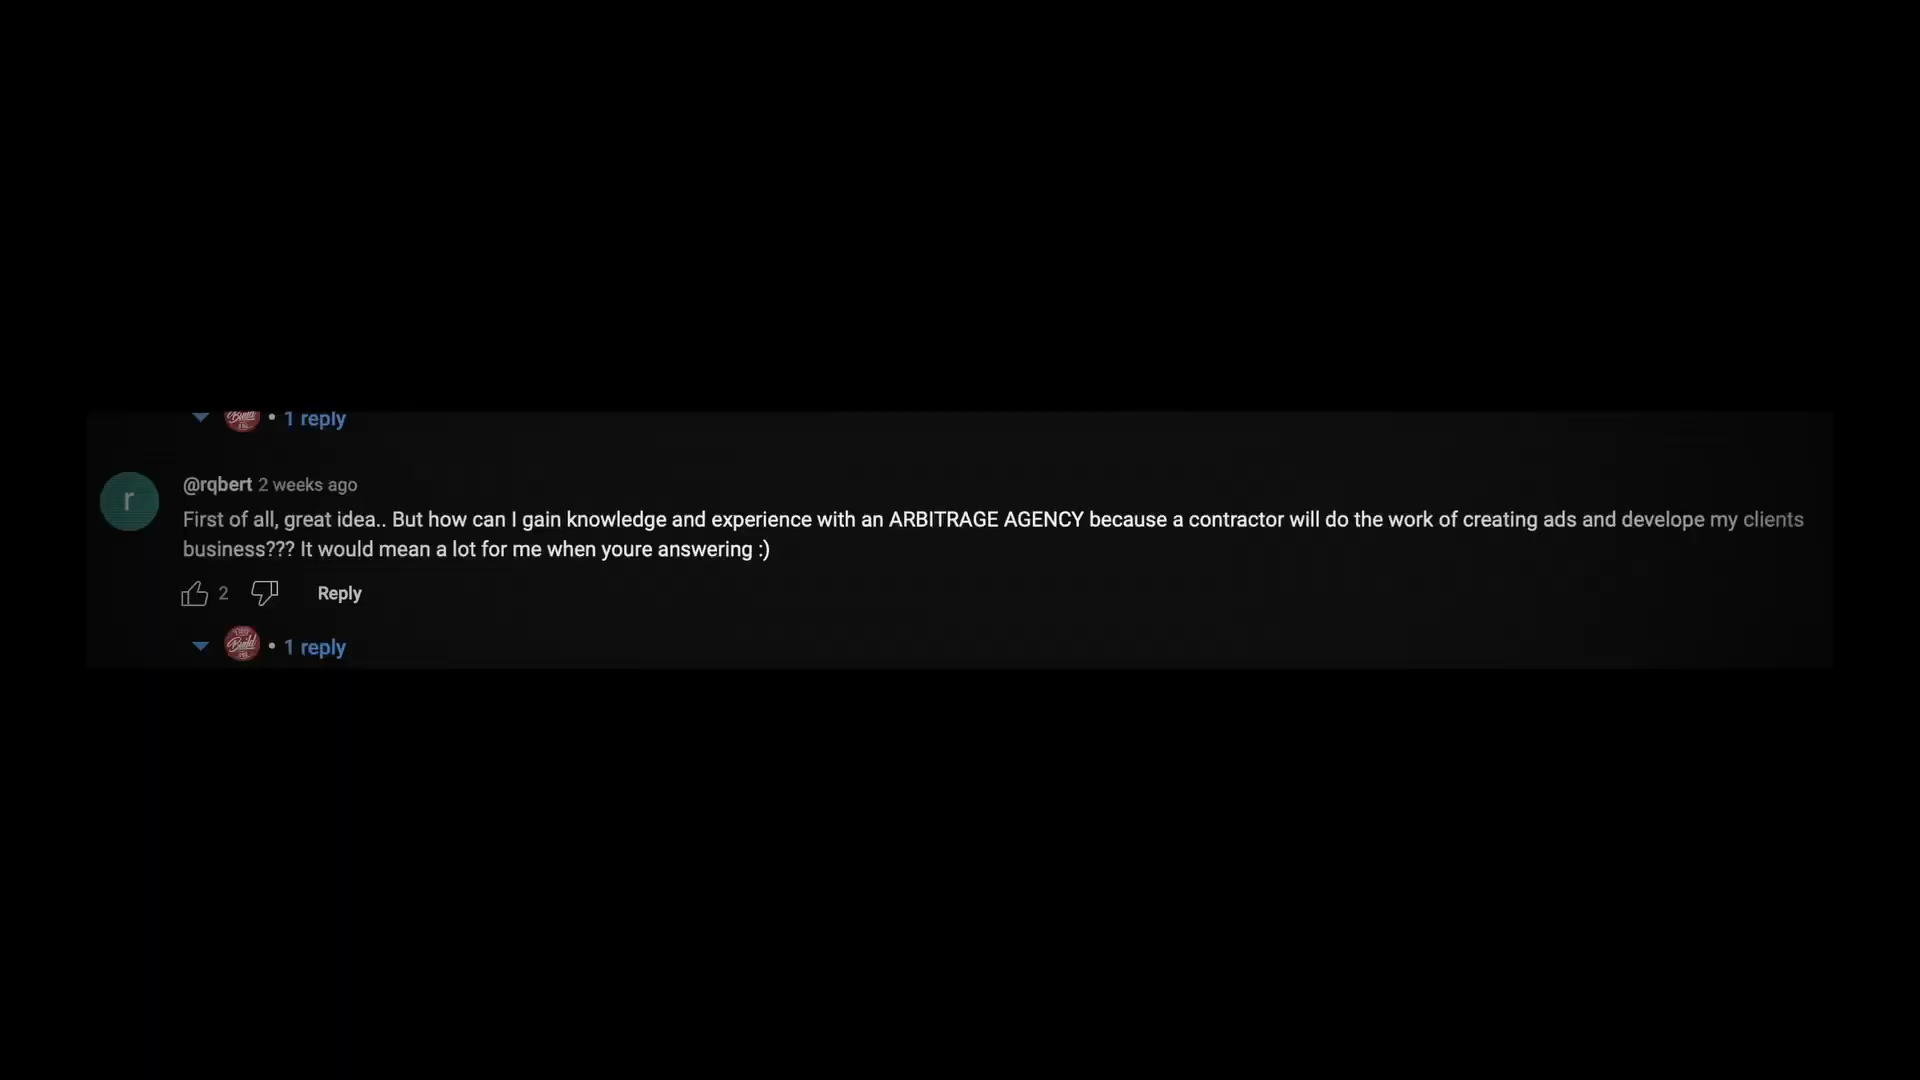 Build
• 1 reply
r
@rqbert 2 weeks ago
First of all, great idea.. But how can I gain knowledge and experience with an ARBITRAGE AGENCY because a contractor will do the work of creating ads and develope my clients
business??? It would mean a lot for me when youre answering :)
2 Reply
Build
• 1 reply